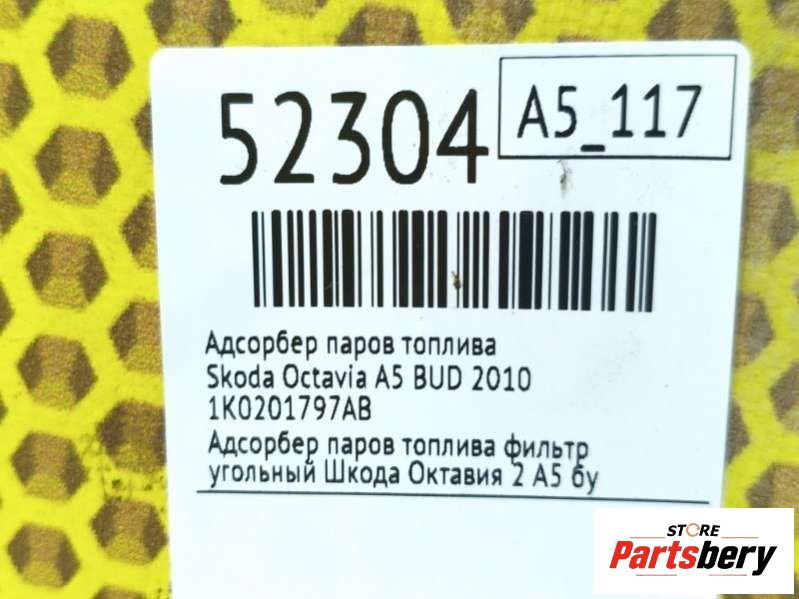 52304
A5_117
Адсорбер паров топлива
Skoda Octavia A5 BUD 2010
1K0201797AB
Адсорбер паров топлива фильтр
угольный Шкода Октавия 2 А5 бу
STORE
Partsbery